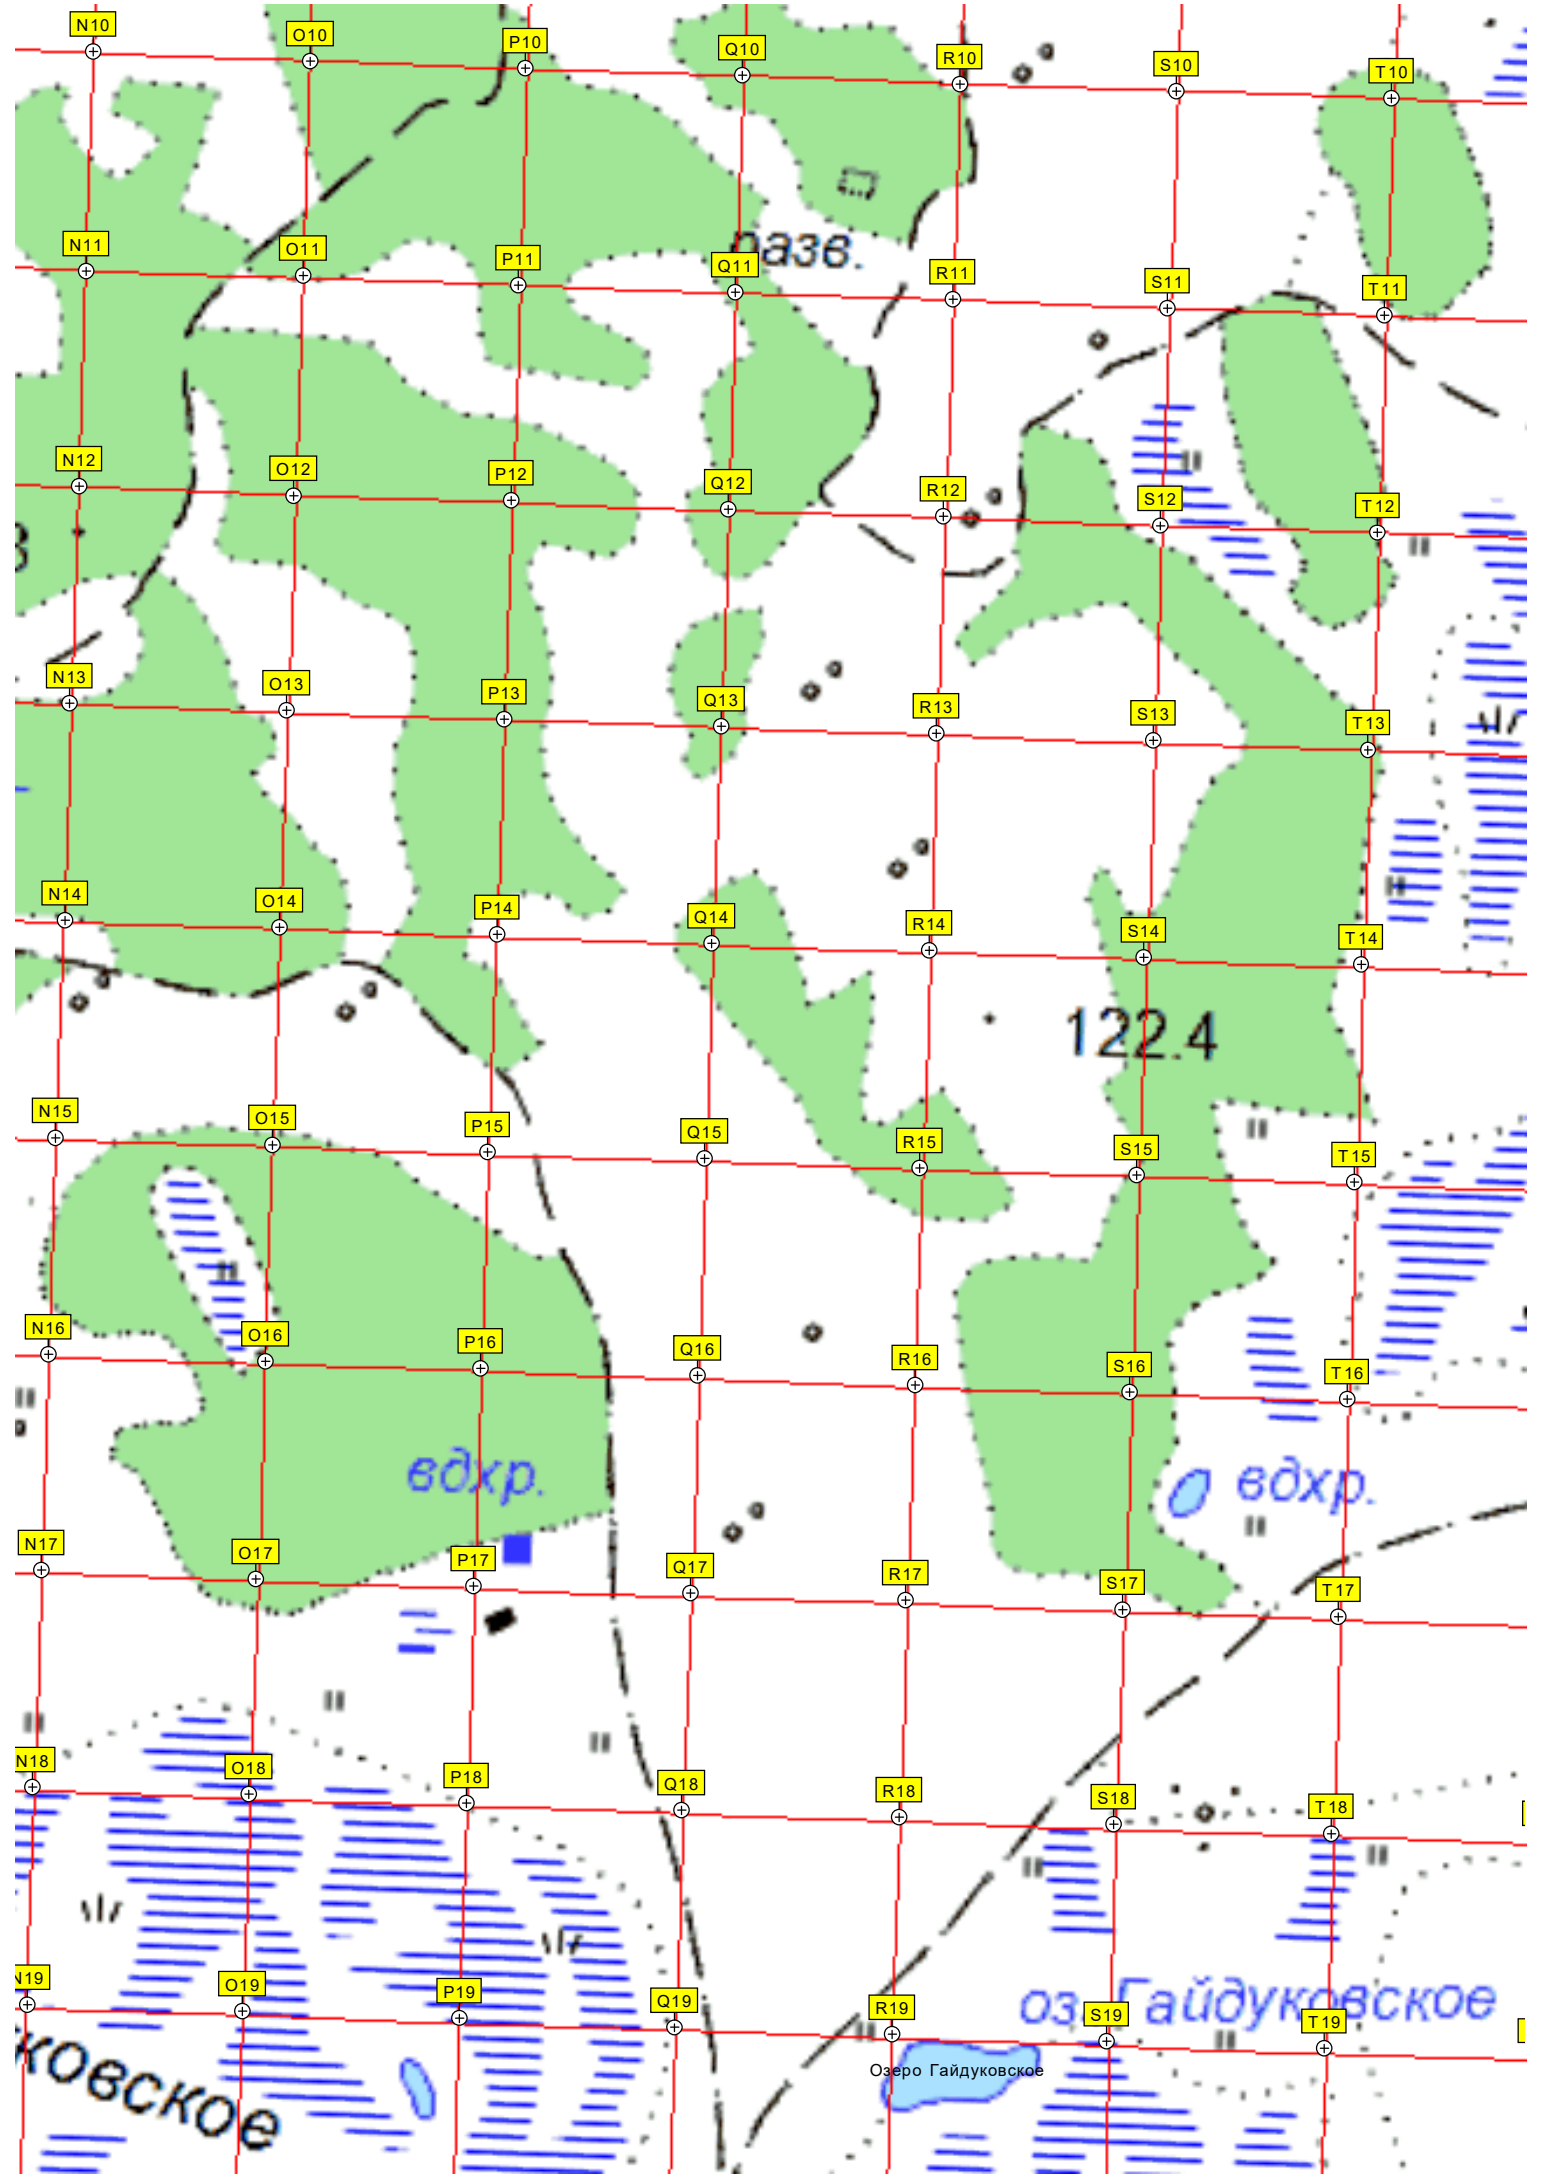 N10 O10 P10 Q10 R10 S10 T10
разв.
N11 O11 P11 Q11 R11 S11 T11
N12 O12 P12 Q12 R12 S12 T12
N13 O13 P13 Q13 R13 S13 T13
N14 O14 P14 Q14 R14 S14 T14
122.4
N15 O15 P15 Q15 R15 S15 T15
N16 O16 P16 Q16 R16 S16 T16
вдхр. вдхр.
N17 O17 P17 Q17 R17 S17 T17
N18 O18 P18 Q18 R18 S18 T18
оз. Гайдуковское
N19 O19 P19 Q19 R19 S19 T19
Озеро Гайдуковское
ковское